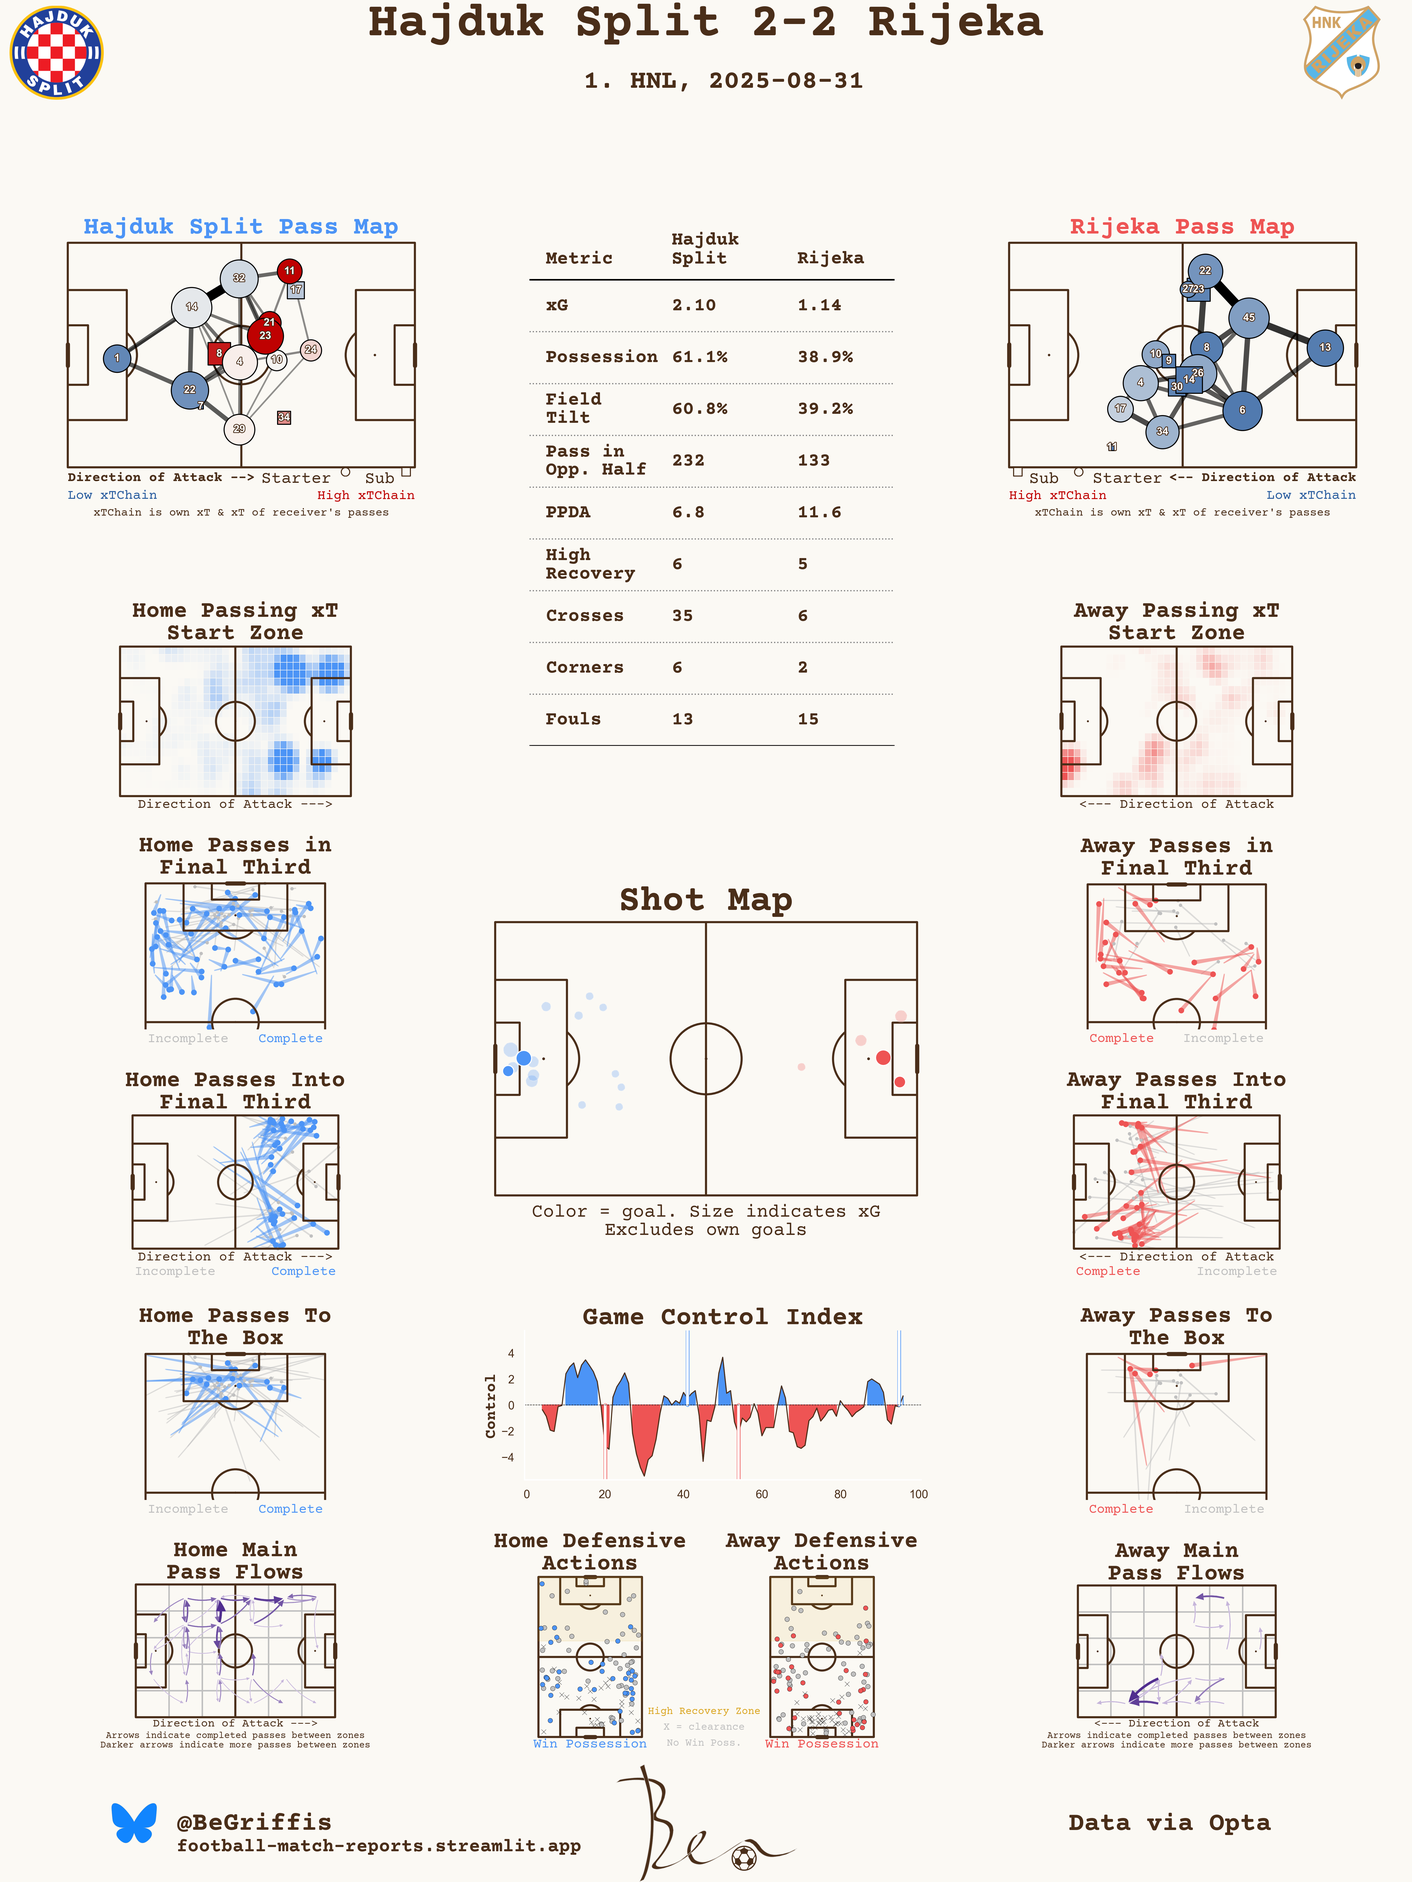 Hajduk Split 2-2 Rijeka
1. HNL, 2025-08-31
HAJDUK
SPLIT
HNK
RIJEKA
Hajduk Split Pass Map
32
11
17
14
21
23
8
4
10
24
1
22
7
34
29
Direction of Attack --> Starter Sub
Low xTChain High xTChain
xTChain is own xT & xT of receiver's passes
Metric Hajduk Split Rijeka
xG 2.10 1.14
Possession 61.1% 38.9%
Field Tilt 60.8% 39.2%
Pass in Opp. Half 232 133
PPDA 6.8 11.6
High Recovery 6 5
Crosses 35 6
Corners 6 2
Fouls 13 15
Rijeka Pass Map
22
27
23
45
8
13
10
9
26
14
4
30
17
6
34
11
Sub Starter <-- Direction of Attack
High xTChain Low xTChain
xTChain is own xT & xT of receiver's passes
Home Passing xT
Start Zone
Direction of Attack --->
Away Passing xT
Start Zone
<--- Direction of Attack
Home Passes in
Final Third
Incomplete Complete
Away Passes in
Final Third
Complete Incomplete
Shot Map
Color = goal. Size indicates xG
Excludes own goals
Home Passes Into
Final Third
Direction of Attack --->
Incomplete Complete
Away Passes Into
Final Third
<--- Direction of Attack
Complete Incomplete
Home Passes To
The Box
Incomplete Complete
Game Control Index
Control
4
2
0
−2
−4
0 20 40 60 80 100
Away Passes To
The Box
Complete Incomplete
Home Main
Pass Flows
Direction of Attack --->
Arrows indicate completed passes between zones
Darker arrows indicate more passes between zones
Home Defensive
Actions
Win Possession
Away Defensive
Actions
Win Possession
High Recovery Zone
X = clearance
No Win Poss.
Away Main
Pass Flows
<--- Direction of Attack
Arrows indicate completed passes between zones
Darker arrows indicate more passes between zones
@BeGriffis
football-match-reports.streamlit.app
Ben
Data via Opta